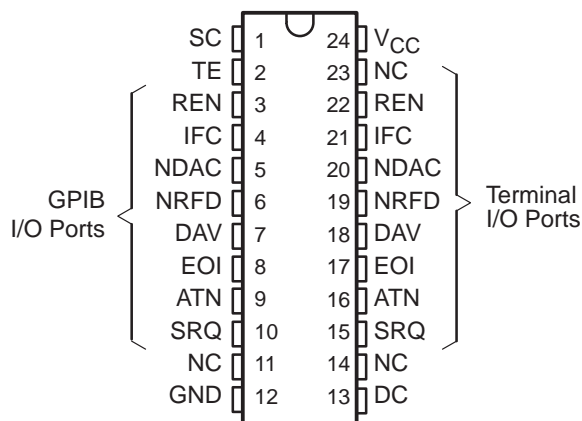 SC 1 24 VCC
TE 2 23 NC
REN 3 22 REN
IFC 4 21 IFC
NDAC 5 20 NDAC
GPIB
I/O Ports
NRFD 6 19 NRFD
Terminal
I/O Ports
DAV 7 18 DAV
EOI 8 17 EOI
ATN 9 16 ATN
SRQ 10 15 SRQ
NC 11 14 NC
GND 12 13 DC